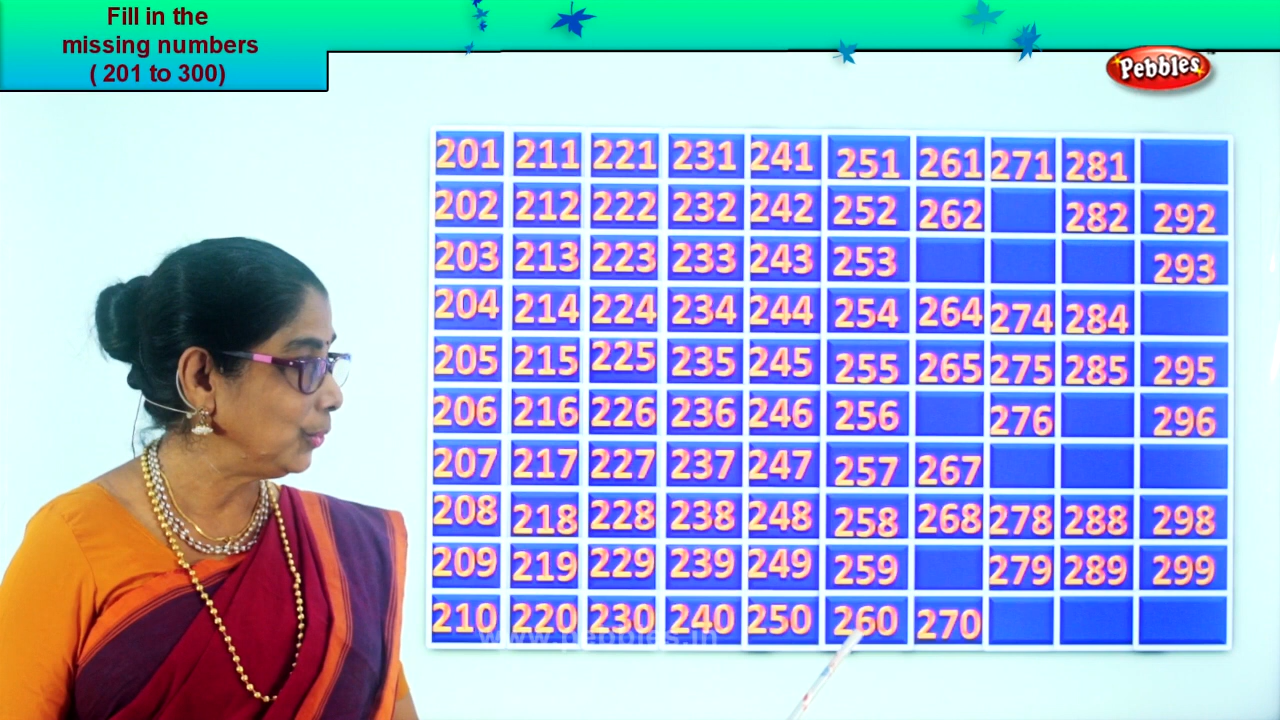 Fill in the
missing numbers
( 201 to 300)
Pebbles
201 211 221 231 241 251 261 271 281
202 212 222 232 242 252 262 282 292
203 213 223 233 243 253 293
204 214 224 234 244 254 264 274 284
205 215 225 235 245 255 265 275 285 295
206 216 226 236 246 256 276 296
207 217 227 237 247 257 267
208 218 228 238 248 258 268 278 288 298
209 219 229 239 249 259 279 289 299
210 220 230 240 250 260 270
www.pebbles.in